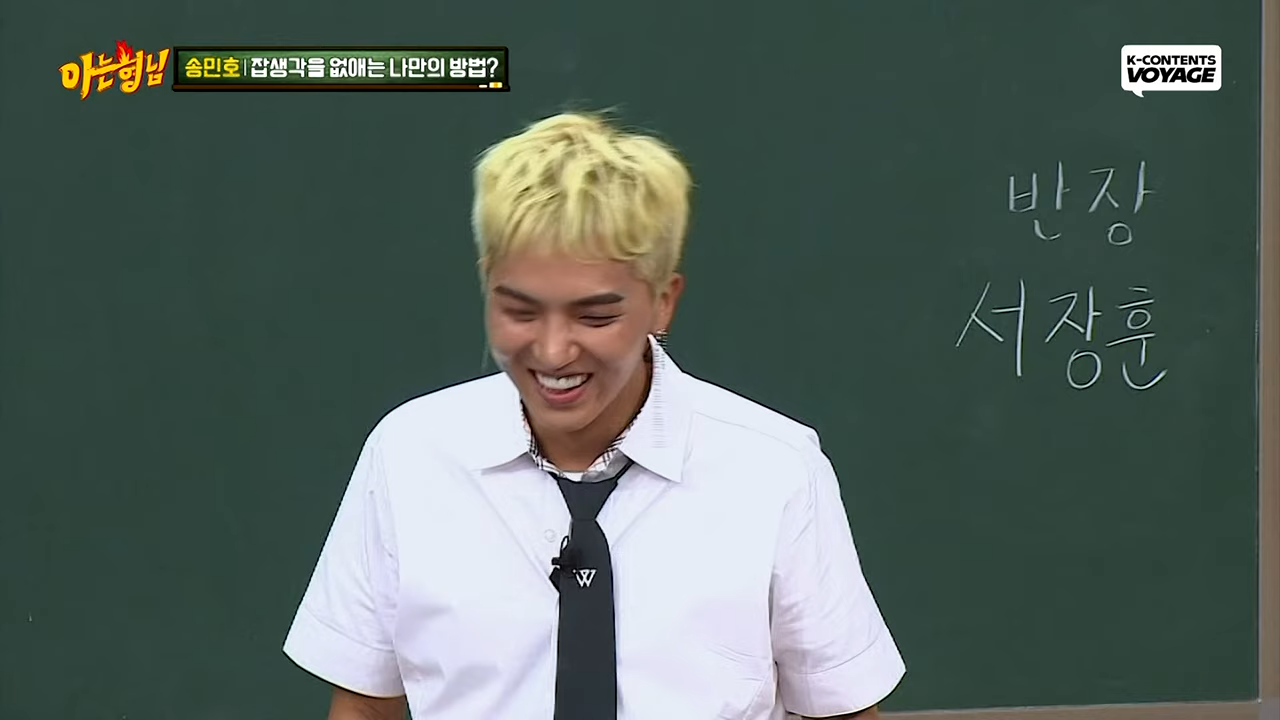 아는형님
송민호 | 잡생각을 없애는 나만의 방법?
K-CONTENTS
VOYAGE
반장
서장훈
W